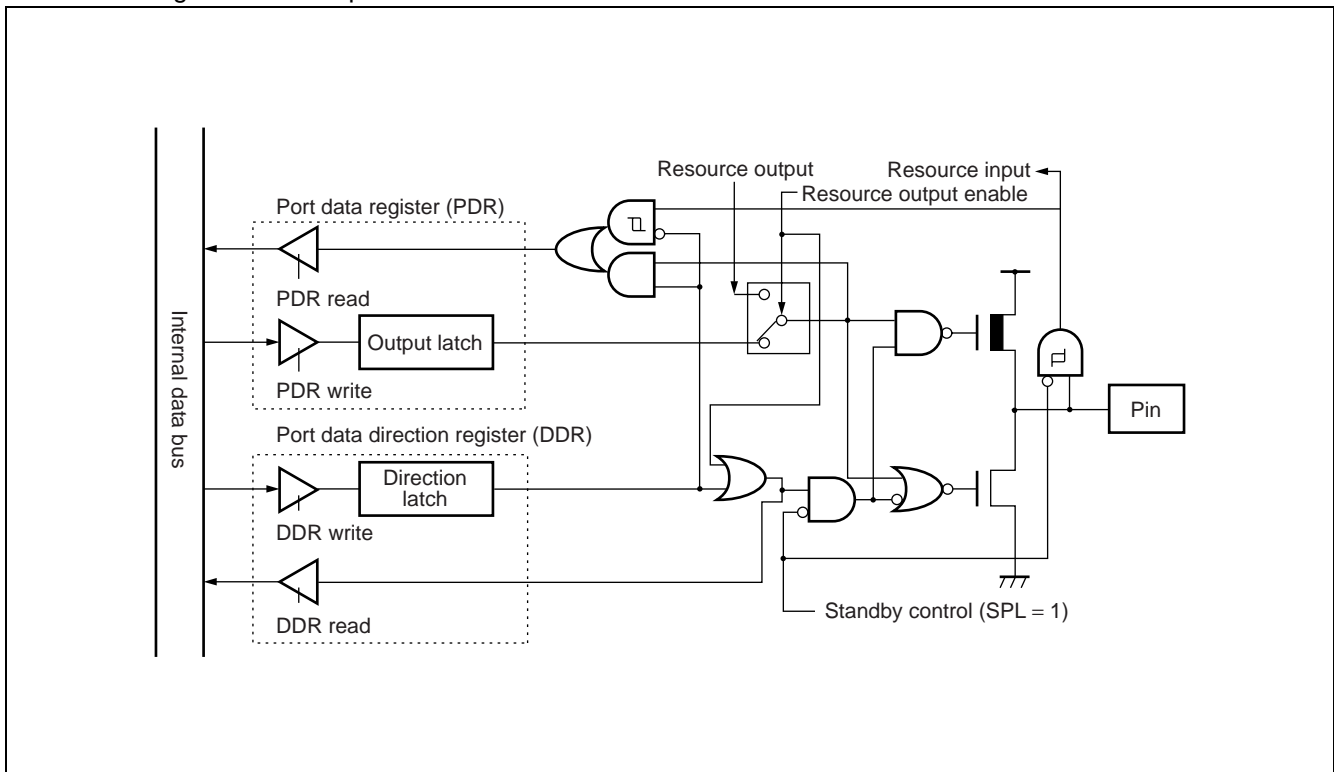 Resource output
Resource input
Resource output enable
Port data register (PDR)
PDR read
Output latch
PDR write
Internal data bus
Pin
Port data direction register (DDR)
Direction
latch
DDR write
DDR read
Standby control (SPL = 1)